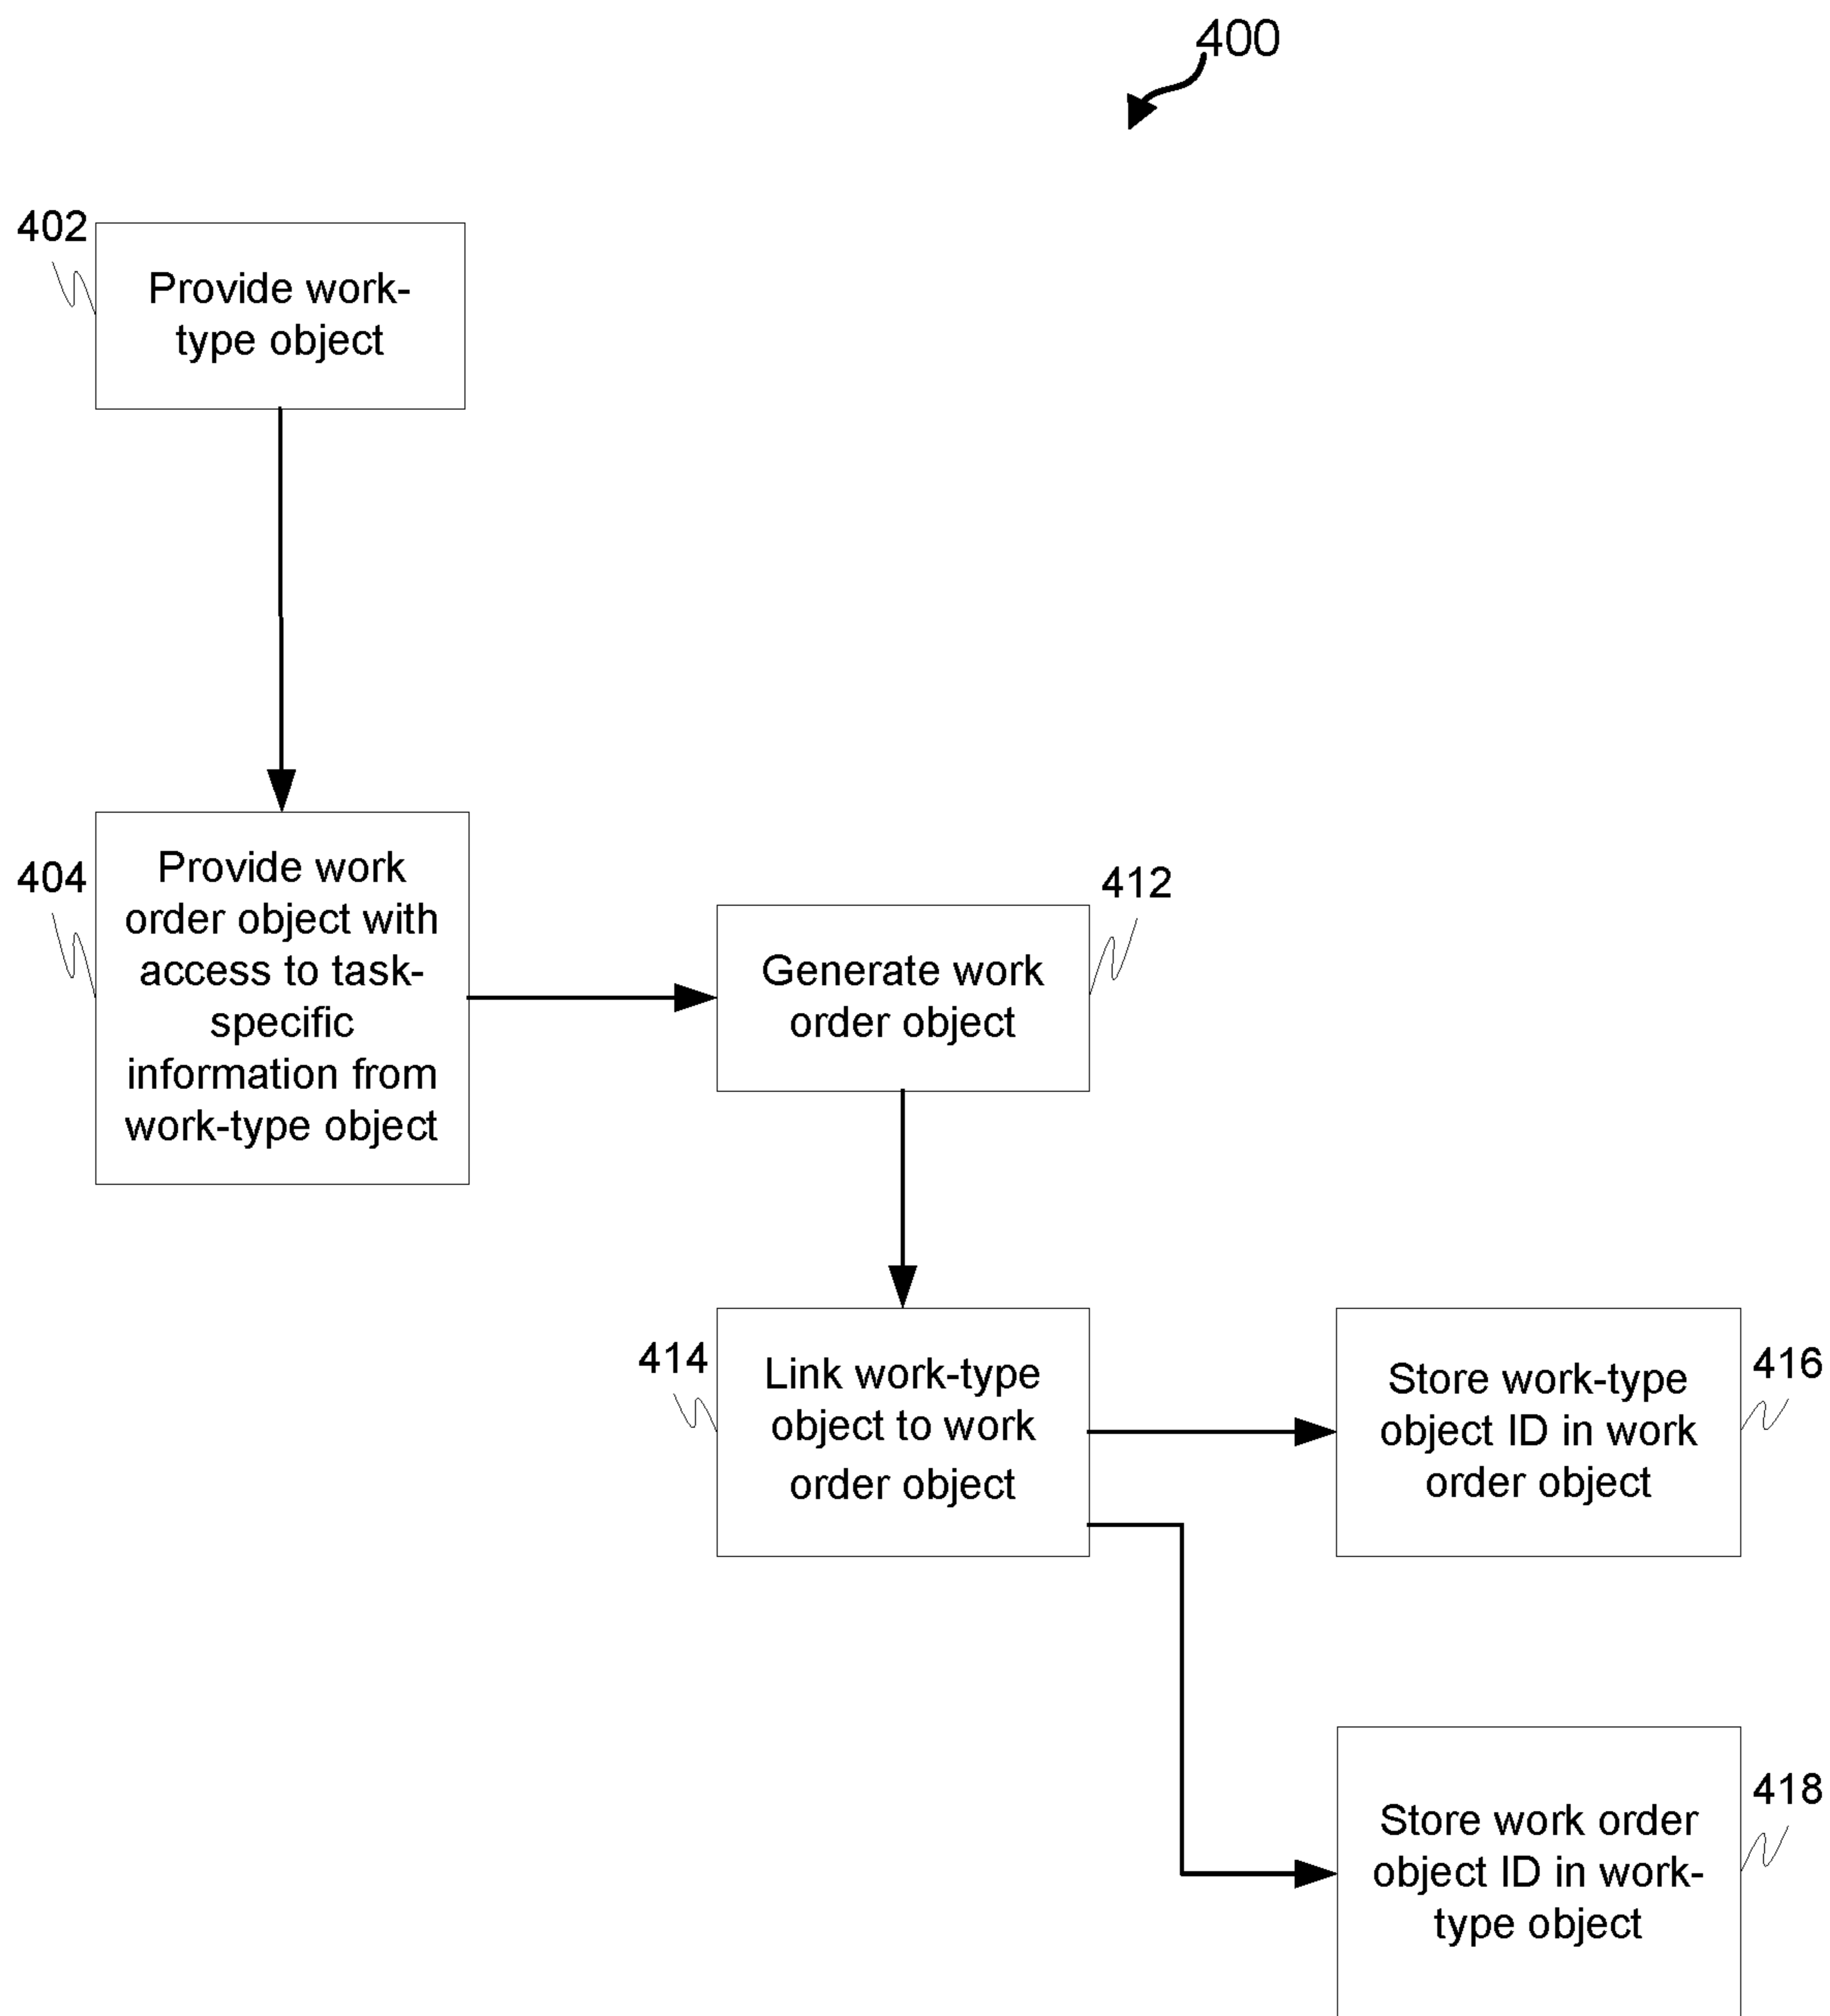 400
402
Provide work-
type object
404
Provide work
order object with
access to task-
specific
information from
work-type object
412
Generate work
order object
414
Link work-type
object to work
order object
416
Store work-type
object ID in work
order object
418
Store work order
object ID in work-
type object